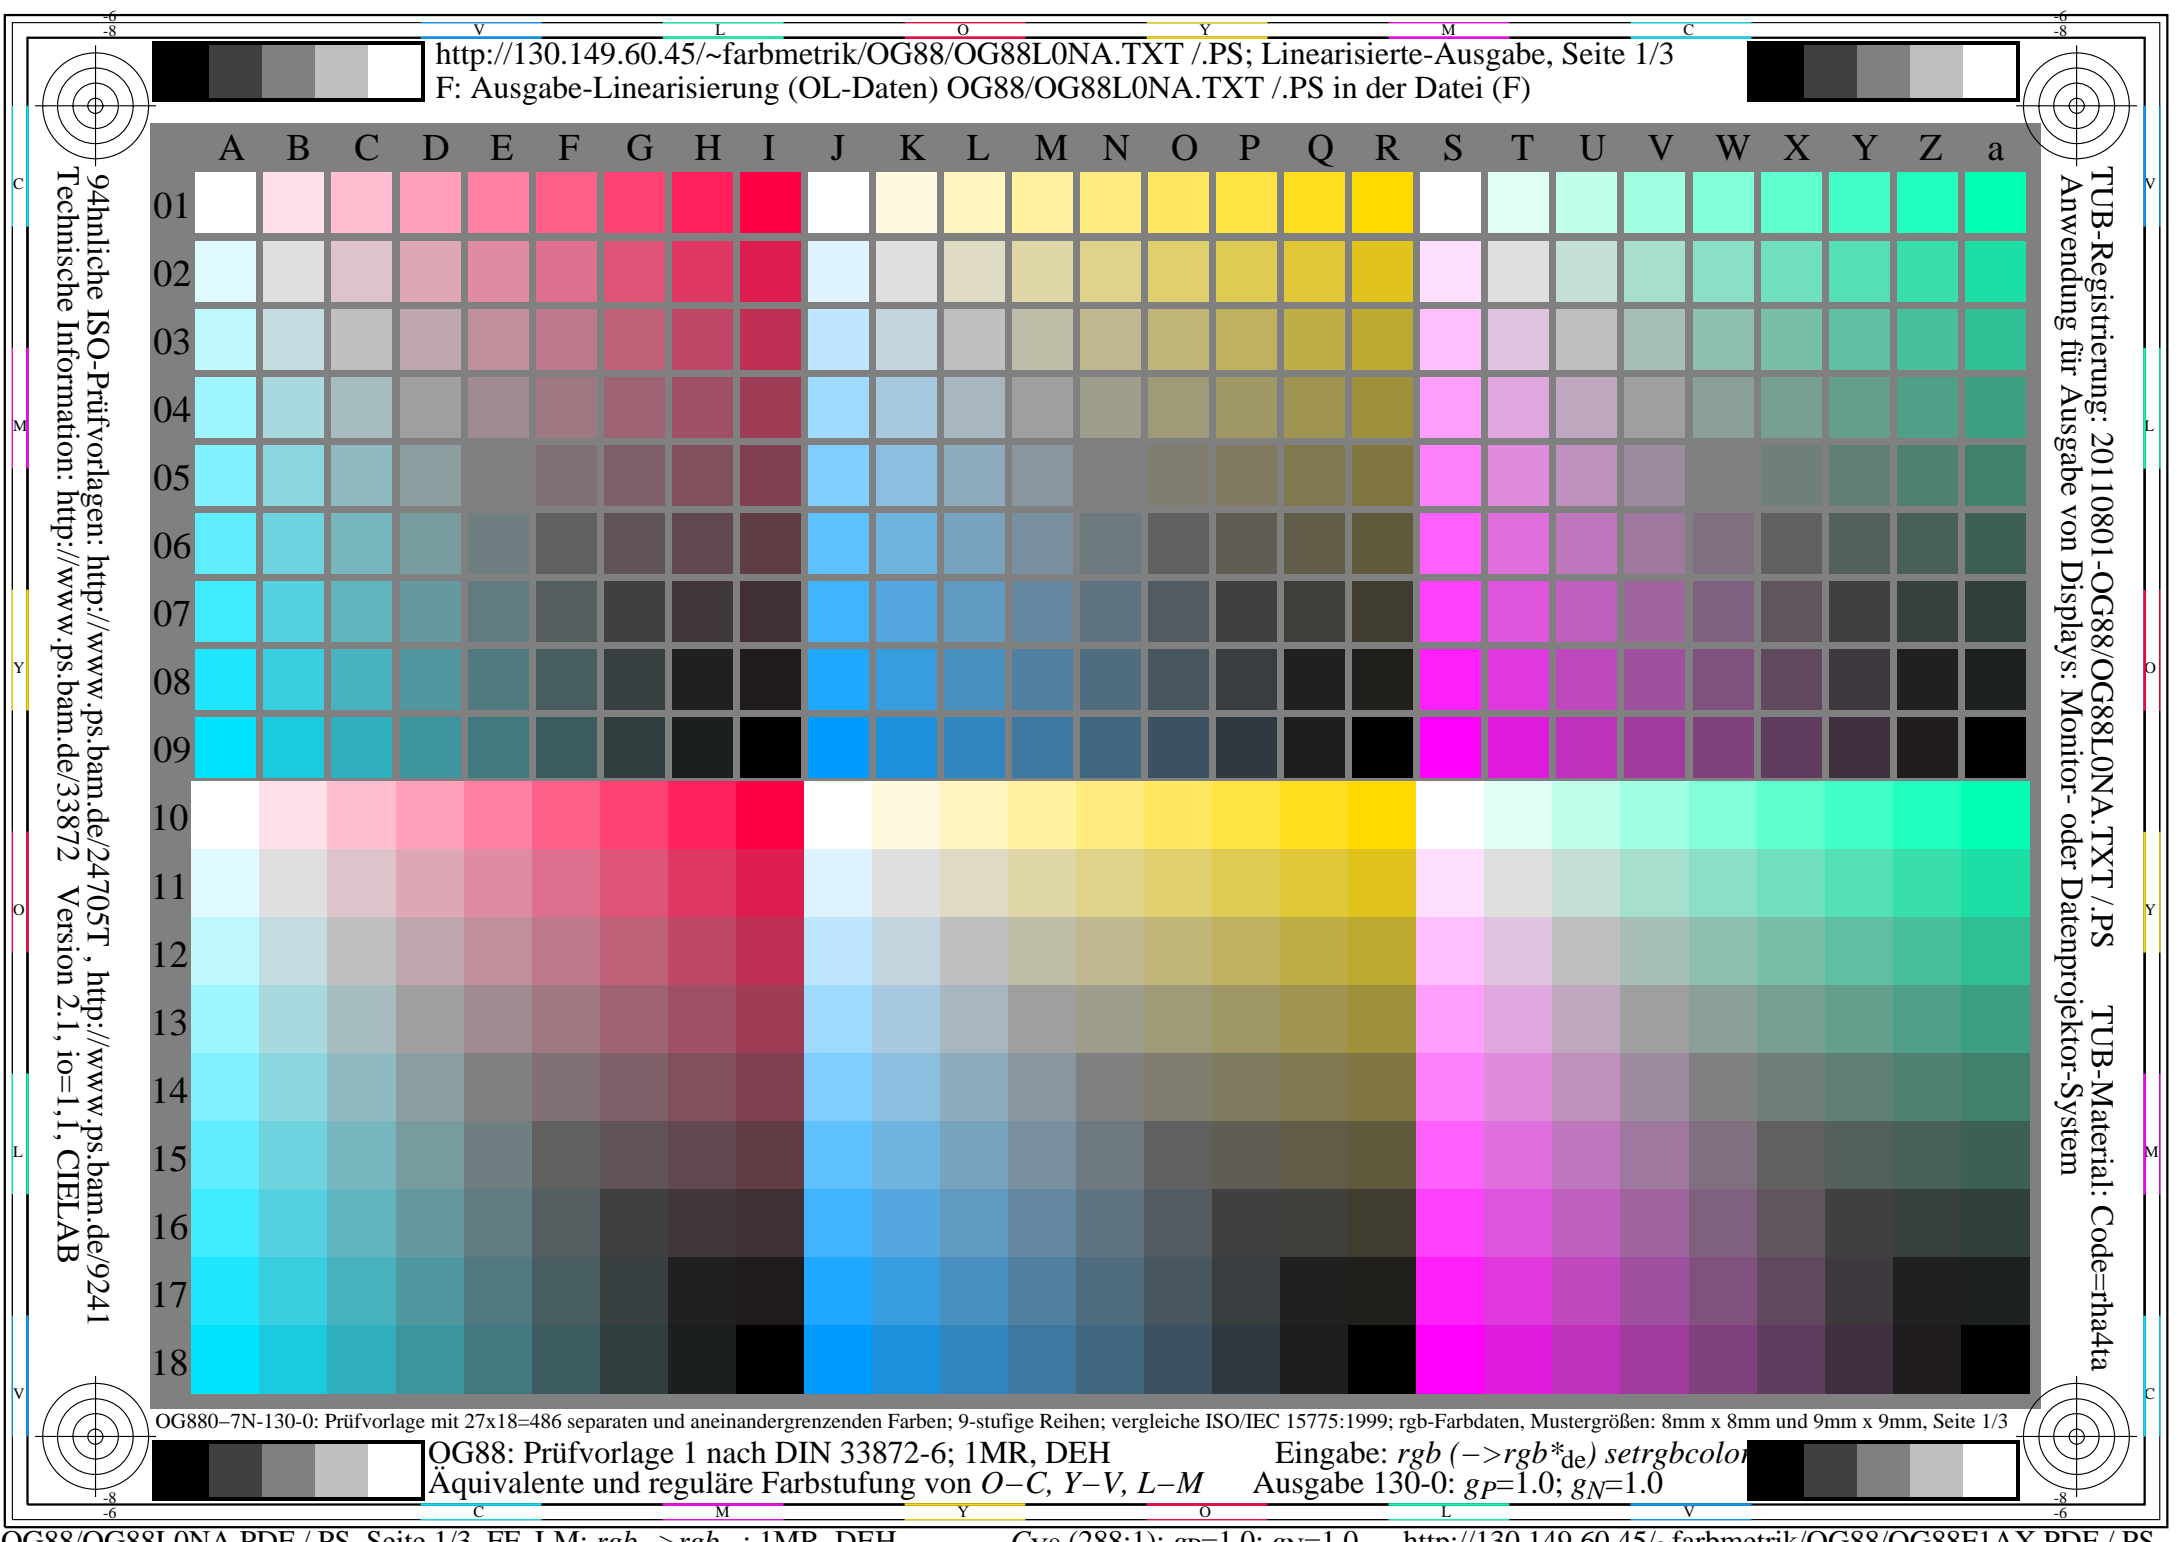 -6
-8
V L O Y M C
-6
-8
http://130.149.60.45/~farbmetrik/OG88/OG88L0NA.TXT /.PS; Linearisierte-Ausgabe, Seite 1/3
F: Ausgabe-Linearisierung (OL-Daten) OG88/OG88L0NA.TXT /.PS in der Datei (F)
A B C D E F G H I J K L M N O P Q R S T U V W X Y Z a
01
02
03
04
05
06
07
08
09
10
11
12
13
14
15
16
17
18
C
M
Y
O
L
V
94hnliche ISO-Prüfvorlagen: http://www.ps.bam.de/24705T , http://www.ps.bam.de/9241
Technische Information: http://www.ps.bam.de/33872 Version 2.1, io=1,1, CIELAB
TUB-Registrierung: 20110801-OG88/OG88L0NA.TXT /.PS TUB-Material: Code=rha4ta
Anwendung für Ausgabe von Displays: Monitor- oder Datenprojektor-System
V
L
O
Y
M
C
OG880−7N-130-0: Prüfvorlage mit 27x18=486 separaten und aneinandergrenzenden Farben; 9-stufige Reihen; vergleiche ISO/IEC 15775:1999; rgb-Farbdaten, Mustergrößen: 8mm x 8mm und 9mm x 9mm, Seite 1/3
OG88: Prüfvorlage 1 nach DIN 33872-6; 1MR, DEH Eingabe: rgb (−>rgb*de) setrgbcolor
Äquivalente und reguläre Farbstufung von O−C, Y−V, L−M Ausgabe 130-0: gP=1.0; gN=1.0
-8
-6
C M Y O L V
-8
-6